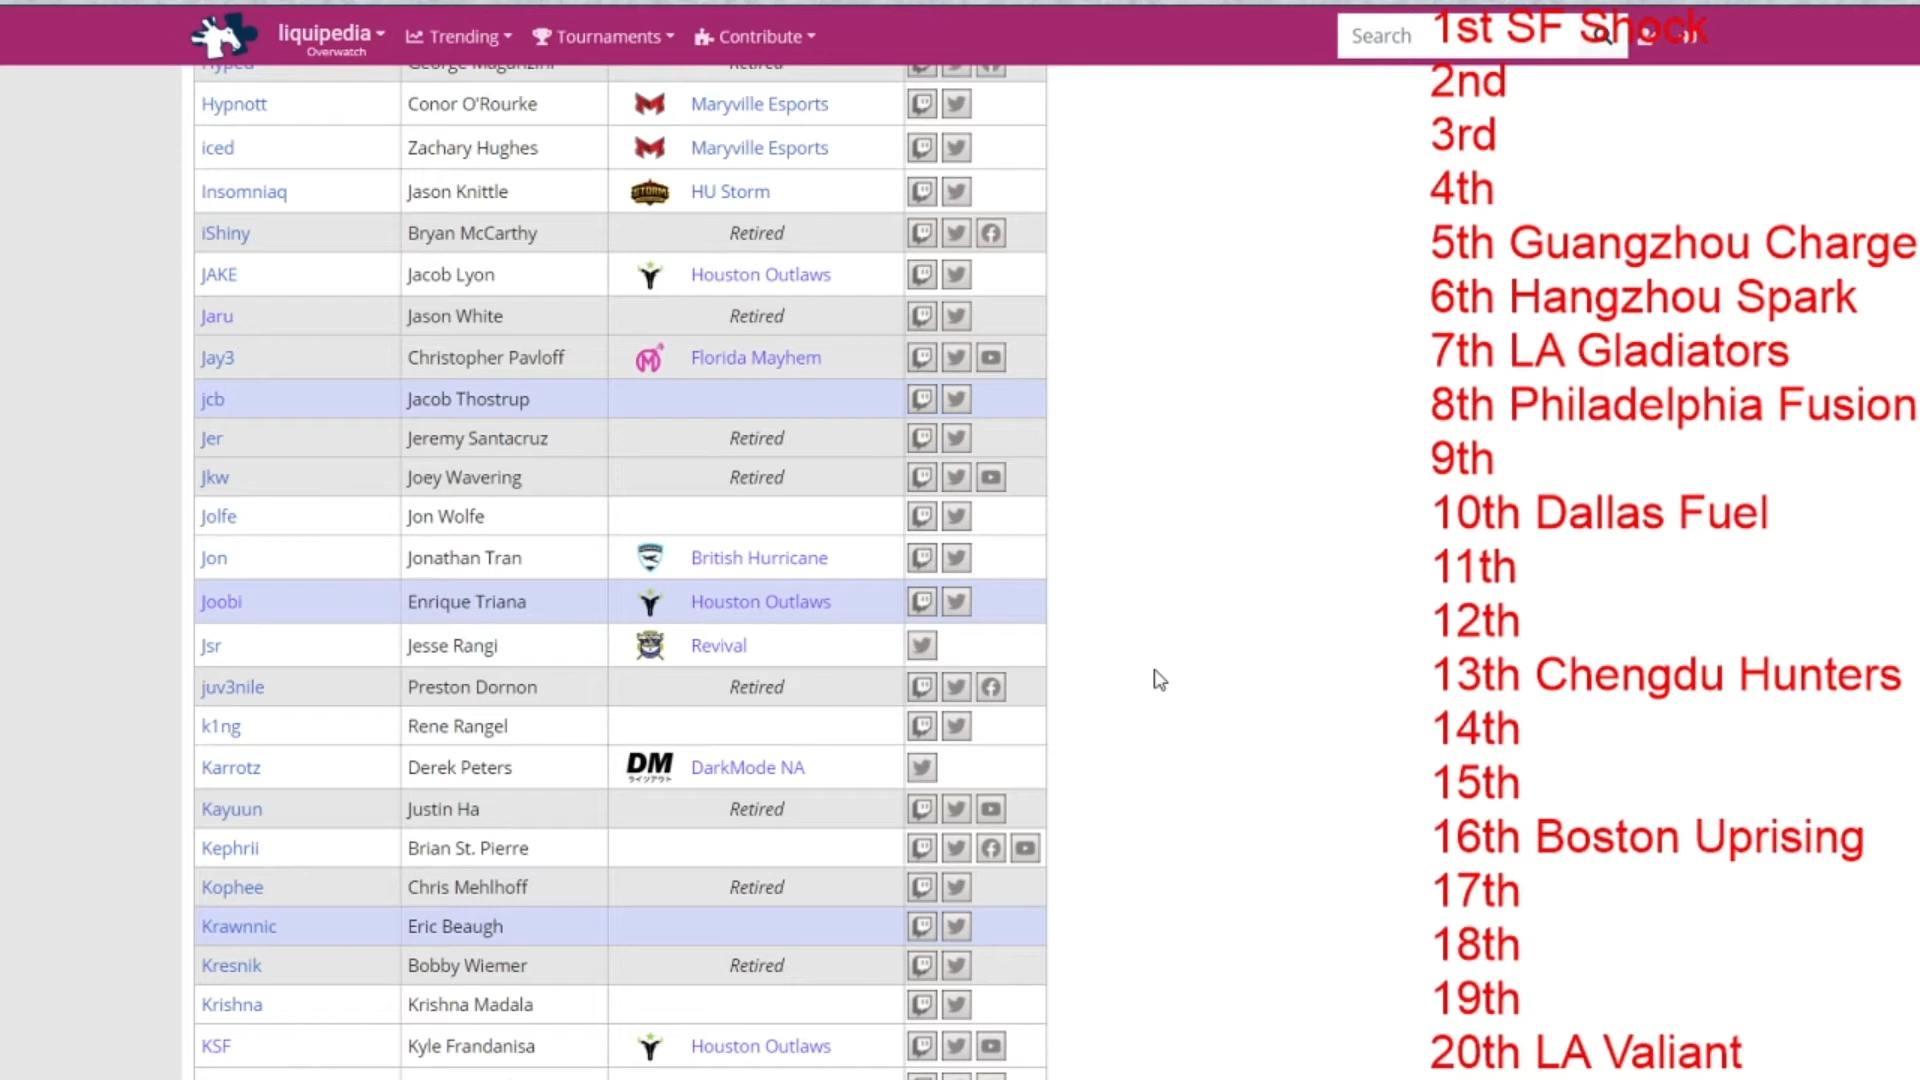 liquipedia Overwatch Trending Tournaments Contribute Search 1st SF Shock
2nd
Hyped George Maganzini Retired
Hypnott Conor O'Rourke Maryville Esports
3rd
iced Zachary Hughes Maryville Esports
4th
Insomniaq Jason Knittle STORM HU Storm
iShiny Bryan McCarthy Retired
5th Guangzhou Charge
JAKE Jacob Lyon Houston Outlaws
6th Hangzhou Spark
Jaru Jason White Retired
7th LA Gladiators
Jay3 Christopher Pavloff Florida Mayhem
jcb Jacob Thostrup
8th Philadelphia Fusion
Jer Jeremy Santacruz Retired
9th
Jkw Joey Wavering Retired
10th Dallas Fuel
Jolfe Jon Wolfe
Jon Jonathan Tran British Hurricane
11th
Joobi Enrique Triana Houston Outlaws
12th
Jsr Jesse Rangi Revival
13th Chengdu Hunters
juv3nile Preston Dornon Retired
k1ng Rene Rangel
14th
Karrotz Derek Peters DM DarkMode NA
15th
Kayuun Justin Ha Retired
16th Boston Uprising
Kephrii Brian St. Pierre
Kophee Chris Mehlhoff Retired
17th
Krawnnic Eric Beaugh
18th
Kresnik Bobby Wiemer Retired
19th
Krishna Krishna Madala
KSF Kyle Frandanisa Houston Outlaws
20th LA Valiant